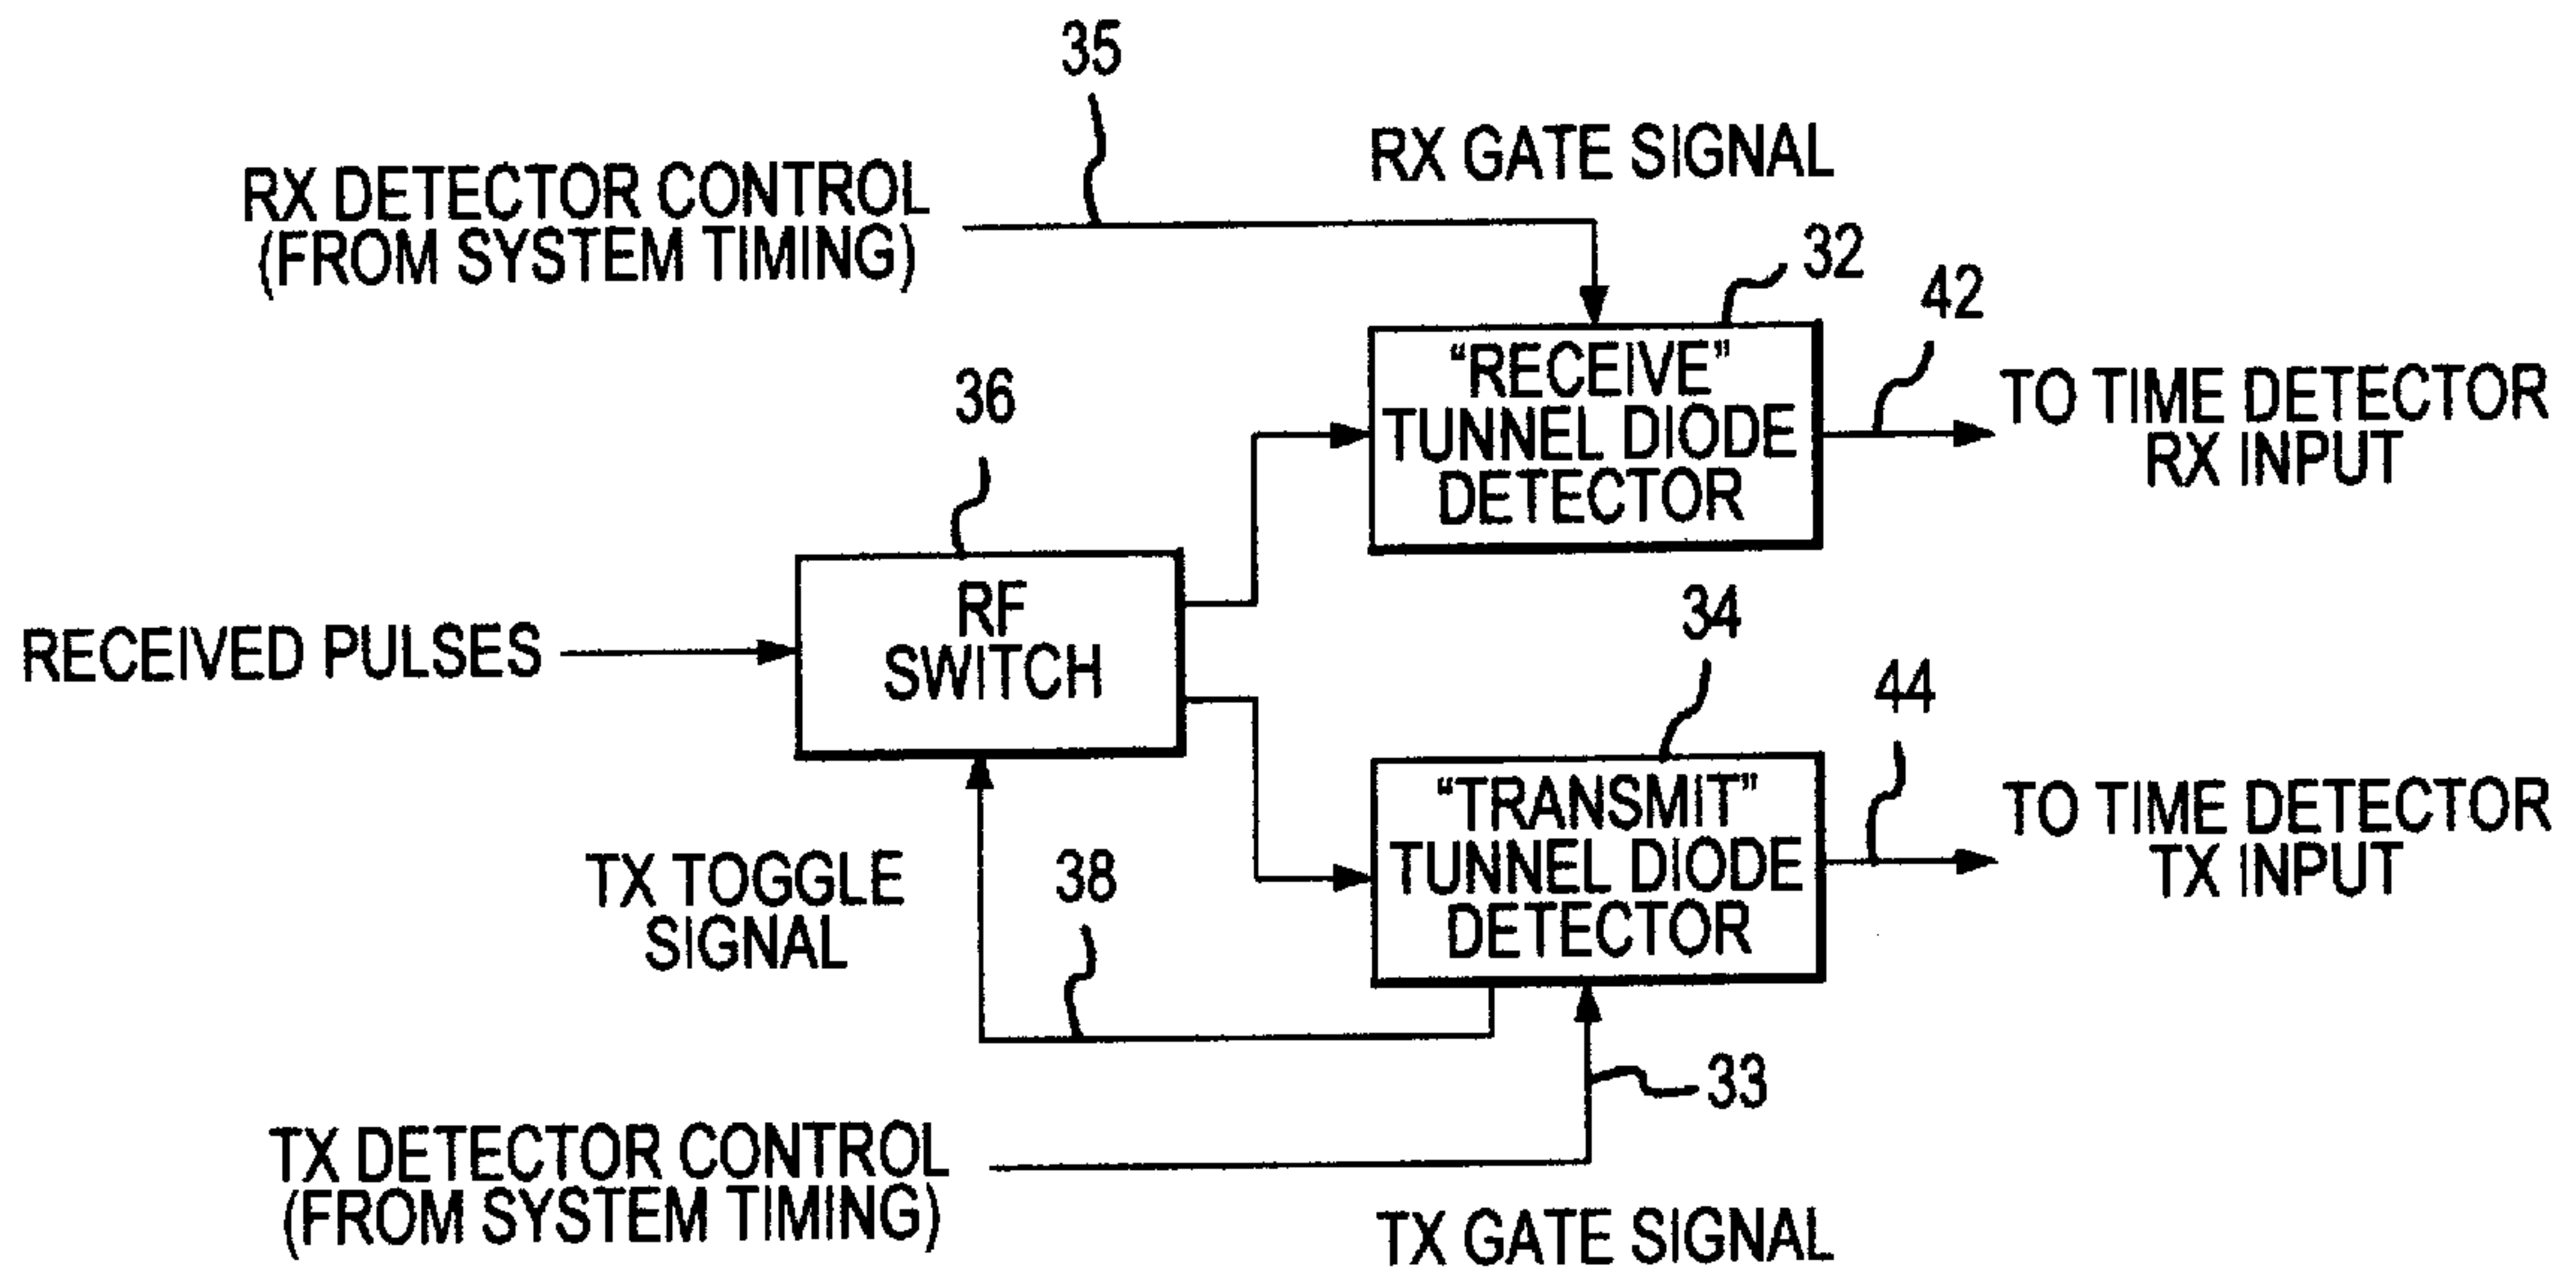 35
RX GATE SIGNAL
RX DETECTOR CONTROL
(FROM SYSTEM TIMING)
32
42
"RECEIVE"
TUNNEL DIODE
DETECTOR
TO TIME DETECTOR
RX INPUT
36
RF
SWITCH
RECEIVED PULSES
34
44
"TRANSMIT"
TUNNEL DIODE
DETECTOR
TO TIME DETECTOR
TX INPUT
TX TOGGLE
SIGNAL
38
33
TX DETECTOR CONTROL
(FROM SYSTEM TIMING)
TX GATE SIGNAL